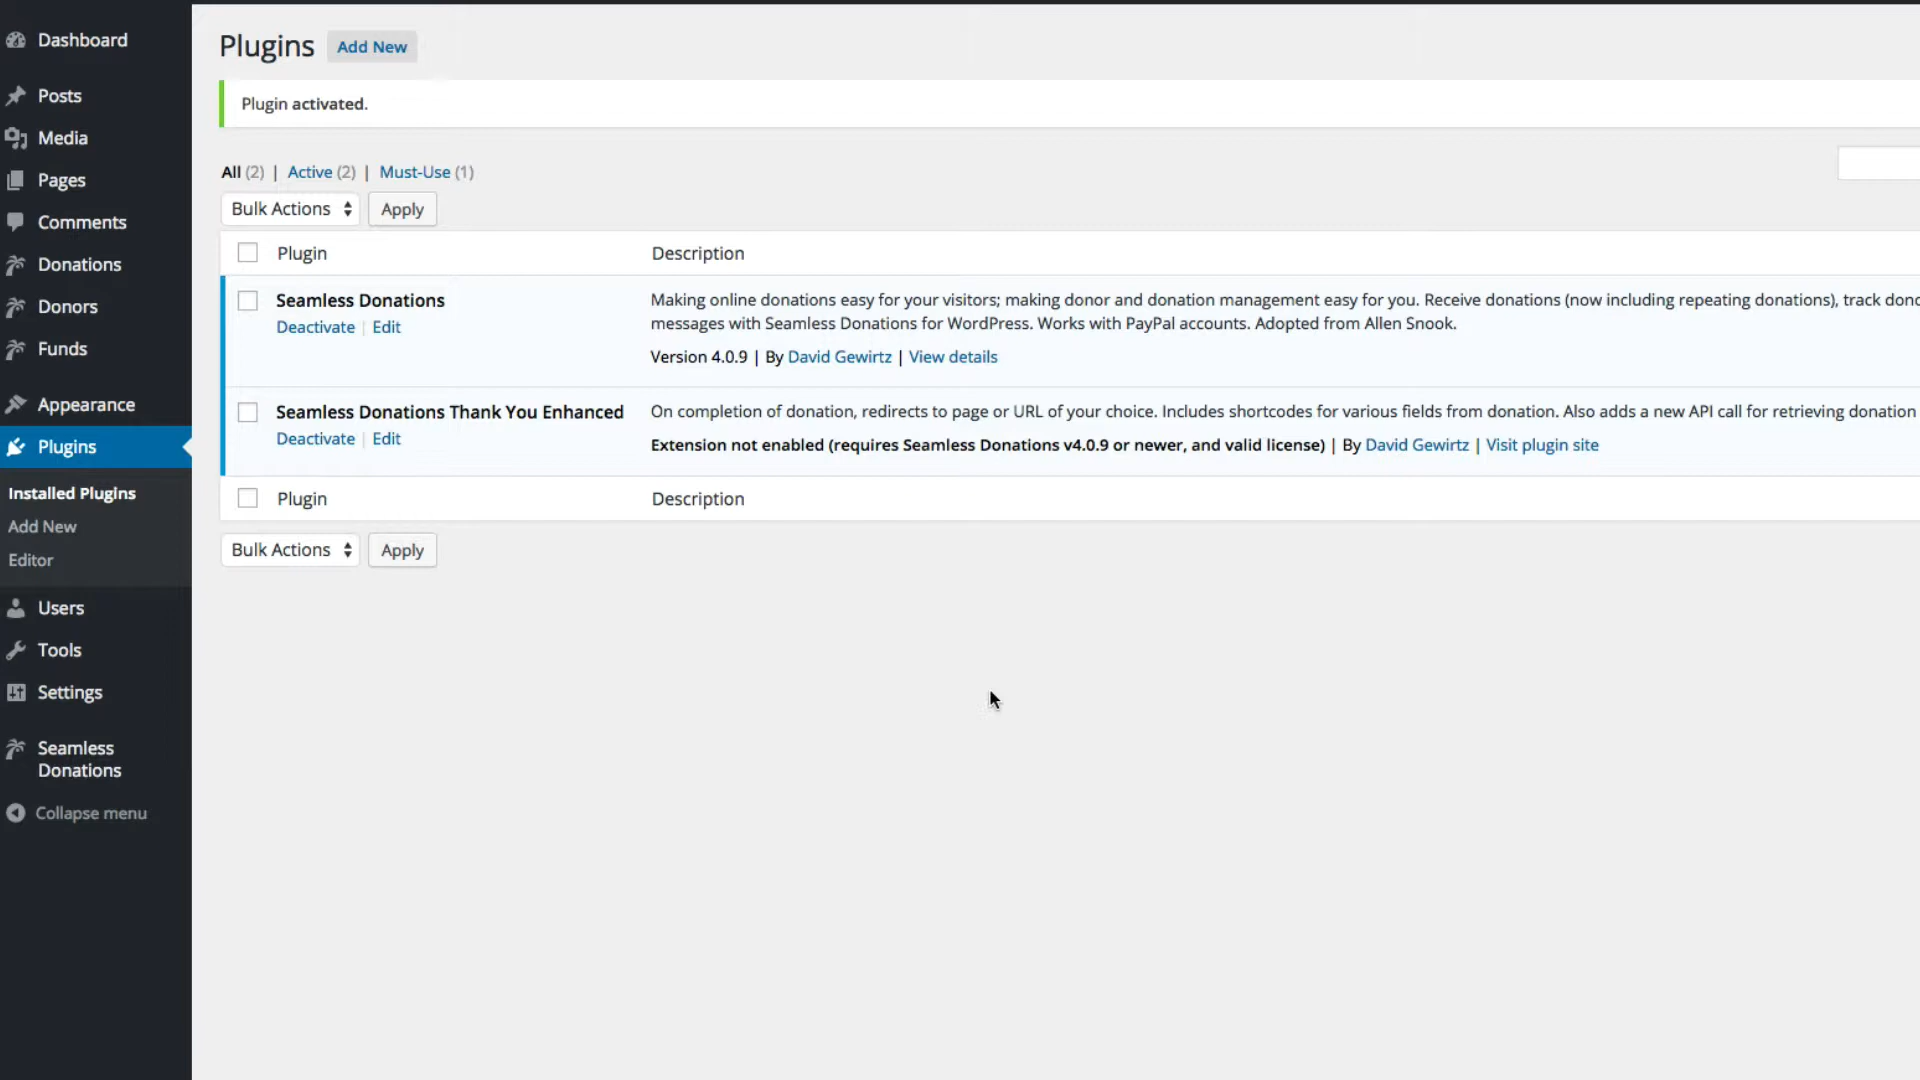 Dashboard
Posts
Media
Pages
Comments
Donations
Donors
Funds
Appearance
Plugins
Installed Plugins
Add New
Editor
Users
Tools
Settings
Seamless
Donations
Collapse menu
Plugins Add New
Plugin activated.
All (2) | Active (2) | Must-Use (1)
Bulk Actions Apply
Plugin Description
Seamless Donations
Deactivate | Edit
Making online donations easy for your visitors; making donor and donation management easy for you. Receive donations (now including repeating donations), track
messages with Seamless Donations for WordPress. Works with PayPal accounts. Adopted from Allen Snook.
Version 4.0.9 | By David Gewirtz | View details
Seamless Donations Thank You Enhanced
Deactivate | Edit
On completion of donation, redirects to page or URL of your choice. Includes shortcodes for various fields from donation. Also adds a new API call for retrieving donation
Extension not enabled (requires Seamless Donations v4.0.9 or newer, and valid license) | By David Gewirtz | Visit plugin site
Plugin Description
Bulk Actions Apply